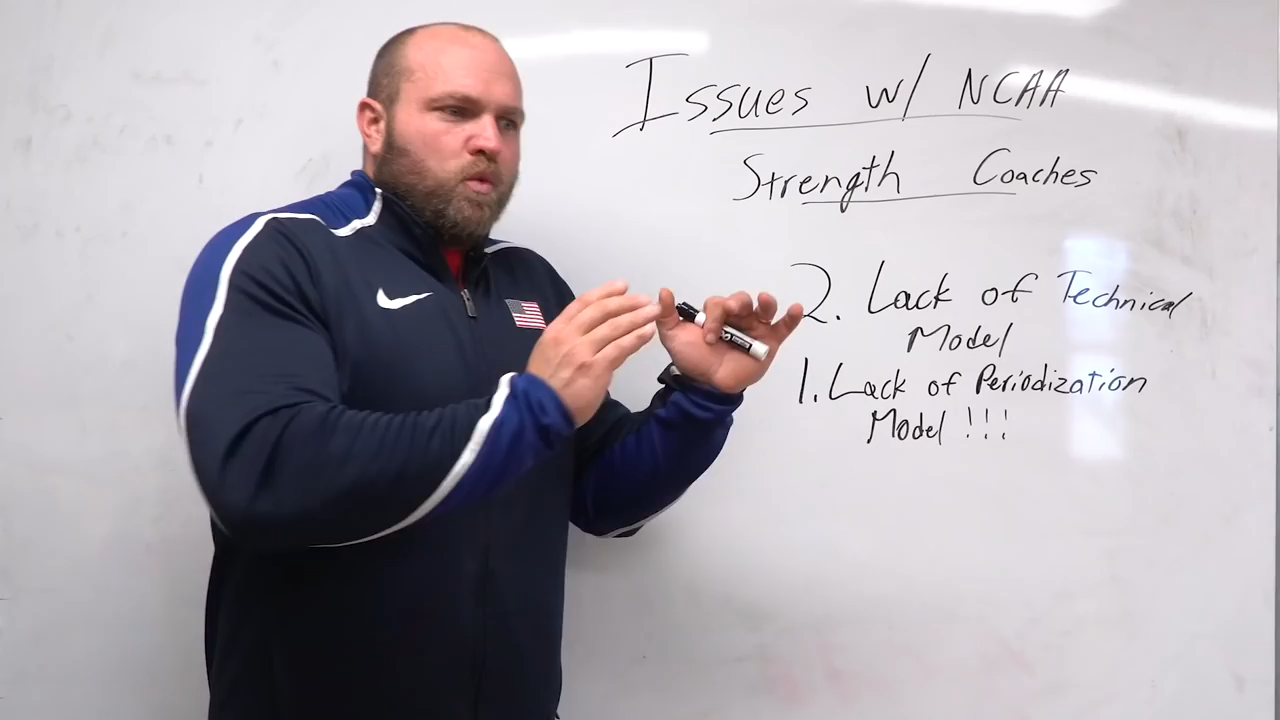 Issues w/ NCAA
Strength Coaches
2. Lack of Technical
Model
1. Lack of Periodization
Model !!!